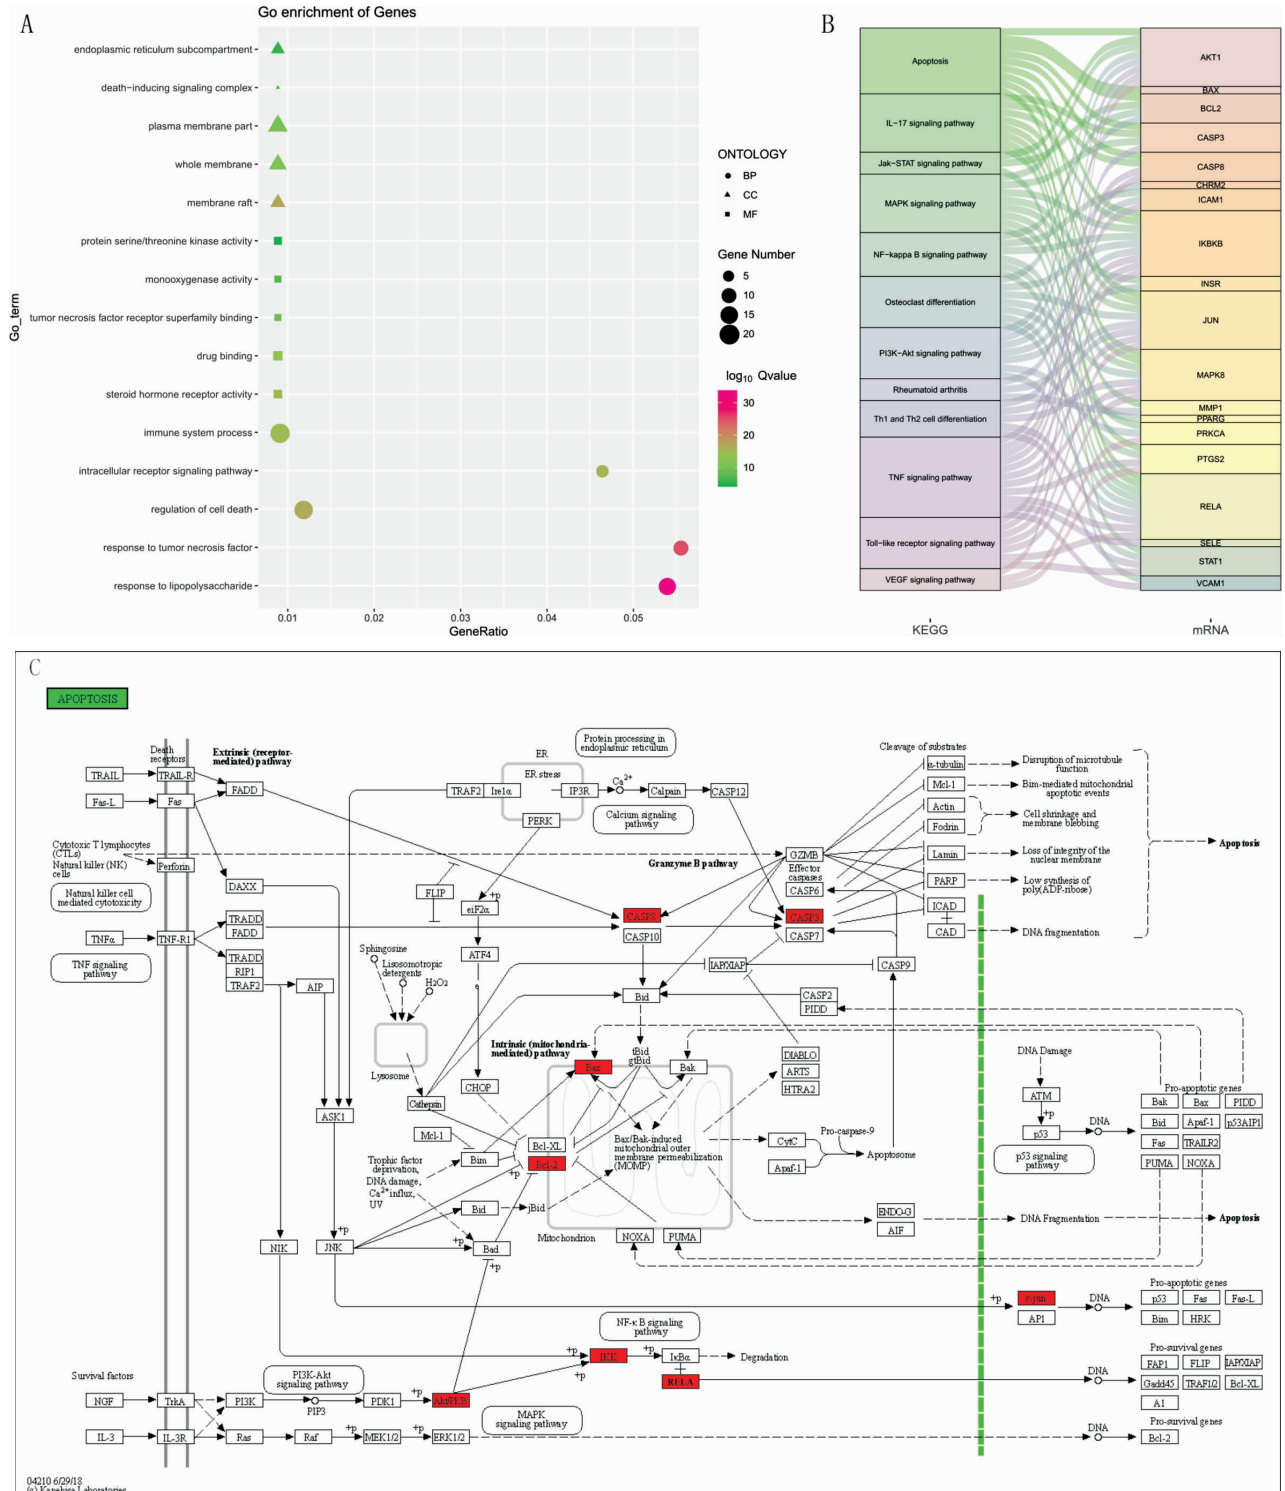 A
Go enrichment of Genes
endoplasmic reticulum subcompartment
death−inducing signaling complex
plasma membrane part
whole membrane
membrane raft
protein serine/threonine kinase activity
monooxygenase activity
tumor necrosis factor receptor superfamily binding
drug binding
steroid hormone receptor activity
immune system process
intracellular receptor signaling pathway
regulation of cell death
response to tumor necrosis factor
response to lipopolysaccharide
Go_term
0.01
0.02
0.03
0.04
0.05
GeneRatio
ONTOLOGY
BP
CC
MF
Gene Number
5
10
15
20
log10 Qvalue
30
20
10
B
Apoptosis
IL−17 signaling pathway
Jak−STAT signaling pathway
MAPK signaling pathway
NF−kappa B signaling pathway
Osteoclast differentiation
PI3K−Akt signaling pathway
Rheumatoid arthritis
Th1 and Th2 cell differentiation
TNF signaling pathway
Toll−like receptor signaling pathway
VEGF signaling pathway
AKT1
BAX
BCL2
CASP3
CASP8
CHRM2
ICAM1
IKBKB
INSR
JUN
MAPK8
MMP1
PPARG
PRKCA
PTGS2
RELA
SELE
STAT1
VCAM1
KEGG
mRNA
C
APOPTOSIS
Death
receptors
Extrinsic (receptor-
mediated) pathway
TRAIL
TRAIL-R
FADD
Fas-L
Fas
Cytotoxic T lymphocytes
(CTLs)
Natural killer (NK)
cells
Perforin
Natural killer cell
mediated cytotoxicity
DAXX
TNFα
TNF-R1
TRADD
FADD
TNF signaling
pathway
TRADD
RIP1
TRAF2
AIP
ER
ER stress
Protein processing in
endoplasmic reticulum
TRAF2
Ire1α
IP3R
Ca2+
Calpain
CASP12
PERK
Calcium signaling
pathway
Granzyme B pathway
GZMB
Effector
caspases
CASP6
FLIP
+p
eiF2α
CASP8
CASP3
CASP10
CASP7
ATF4
IAP/XIAP
CASP9
Sphingosine
Lisosomotropic
detergents
H2O2
Bid
CASP2
PIDD
Lysosome
Intrinsic (mitochondria-
mediated) pathway
tBid
gtBid
Bax
Bak
DIABLO
ARTS
HTRA2
CHOP
Cathepsin
ASK1
Mcl-1
Bcl-XL
Bcl-2
Bim
+p
Bax/Bak-induced
mitochondrial outer
membrane permeabilization
(MOMP)
CytC
Pro-caspase-9
Apaf-1
Apoptosome
Trophic factor
deprivation,
DNA damage,
Ca2+influx,
UV
Bid
jBid
+p
Bad
+p
Mitochondrion
NOXA
PUMA
ENDO-G
AIF
DNA Fragmentation
Apoptosis
NIK
JNK
+p
Cleavage of substrates
α-tubulin
Disruption of microtubule
function
Mcl-1
Bim-mediated mitochondrial
apoptotic events
Actin
Fodrin
Cell shrinkage and
membrane blebbing
Lamin
Loss of integrity of the
nuclear membrane
PARP
Low synthesis of
poly(ADP-ribose)
ICAD
CAD
DNA fragmentation
Apoptosis
DNA Damage
ATM
+p
p53
DNA
p53 signaling
pathway
Pro-apoptotic genes
Bak
Bax
PIDD
Bid
Apaf-1
p53AIP1
Fas
TRAILR2
PUMA
NOXA
+p
c-jun
AP1
DNA
Pro-apoptotic genes
p53
Fas
Fas-L
Bim
HRK
NF-κB signaling
pathway
+p
IKK
+p
IκBα
Degradation
+p
RELA
DNA
Pro-survival genes
FAP1
FLIP
IAP/XIAP
Gadd45
TRAF1/2
Bcl-XL
A1
Survival factors
PI3K-Akt
signaling pathway
NGF
TrkA
PI3K
PIP3
PDK1
+p
Akt/PKB
MAPK
signaling pathway
IL-3
IL-3R
Ras
Raf
+p
MEK1/2
+p
ERK1/2
DNA
Pro-survival genes
Bcl-2
04210 6/29/18
(c) Kanehisa Laboratories